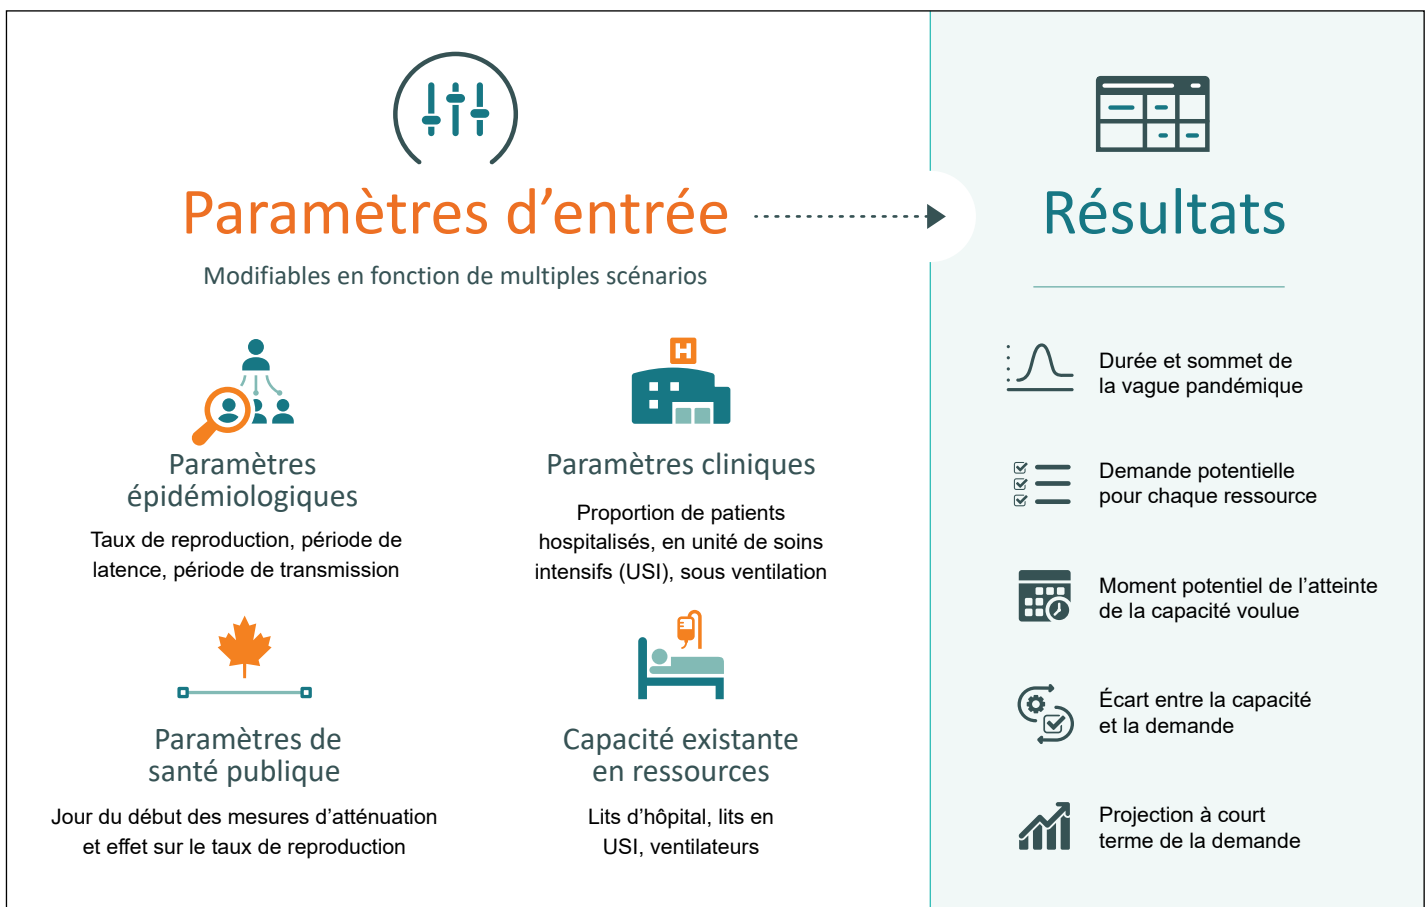 Paramètres d’entrée
Modifiables en fonction de multiples scénarios
Paramètres
épidémiologiques
Taux de reproduction, période de
latence, période de transmission
H
Paramètres cliniques
Proportion de patients
hospitalisés, en unité de soins
intensifs (USI), sous ventilation
Paramètres de
santé publique
Jour du début des mesures d’atténuation
et effet sur le taux de reproduction
Capacité existante
en ressources
Lits d’hôpital, lits en
USI, ventilateurs
Résultats
Durée et sommet de
la vague pandémique
Demande potentielle
pour chaque ressource
Moment potentiel de l’atteinte
de la capacité voulue
Écart entre la capacité
et la demande
Projection à court
terme de la demande